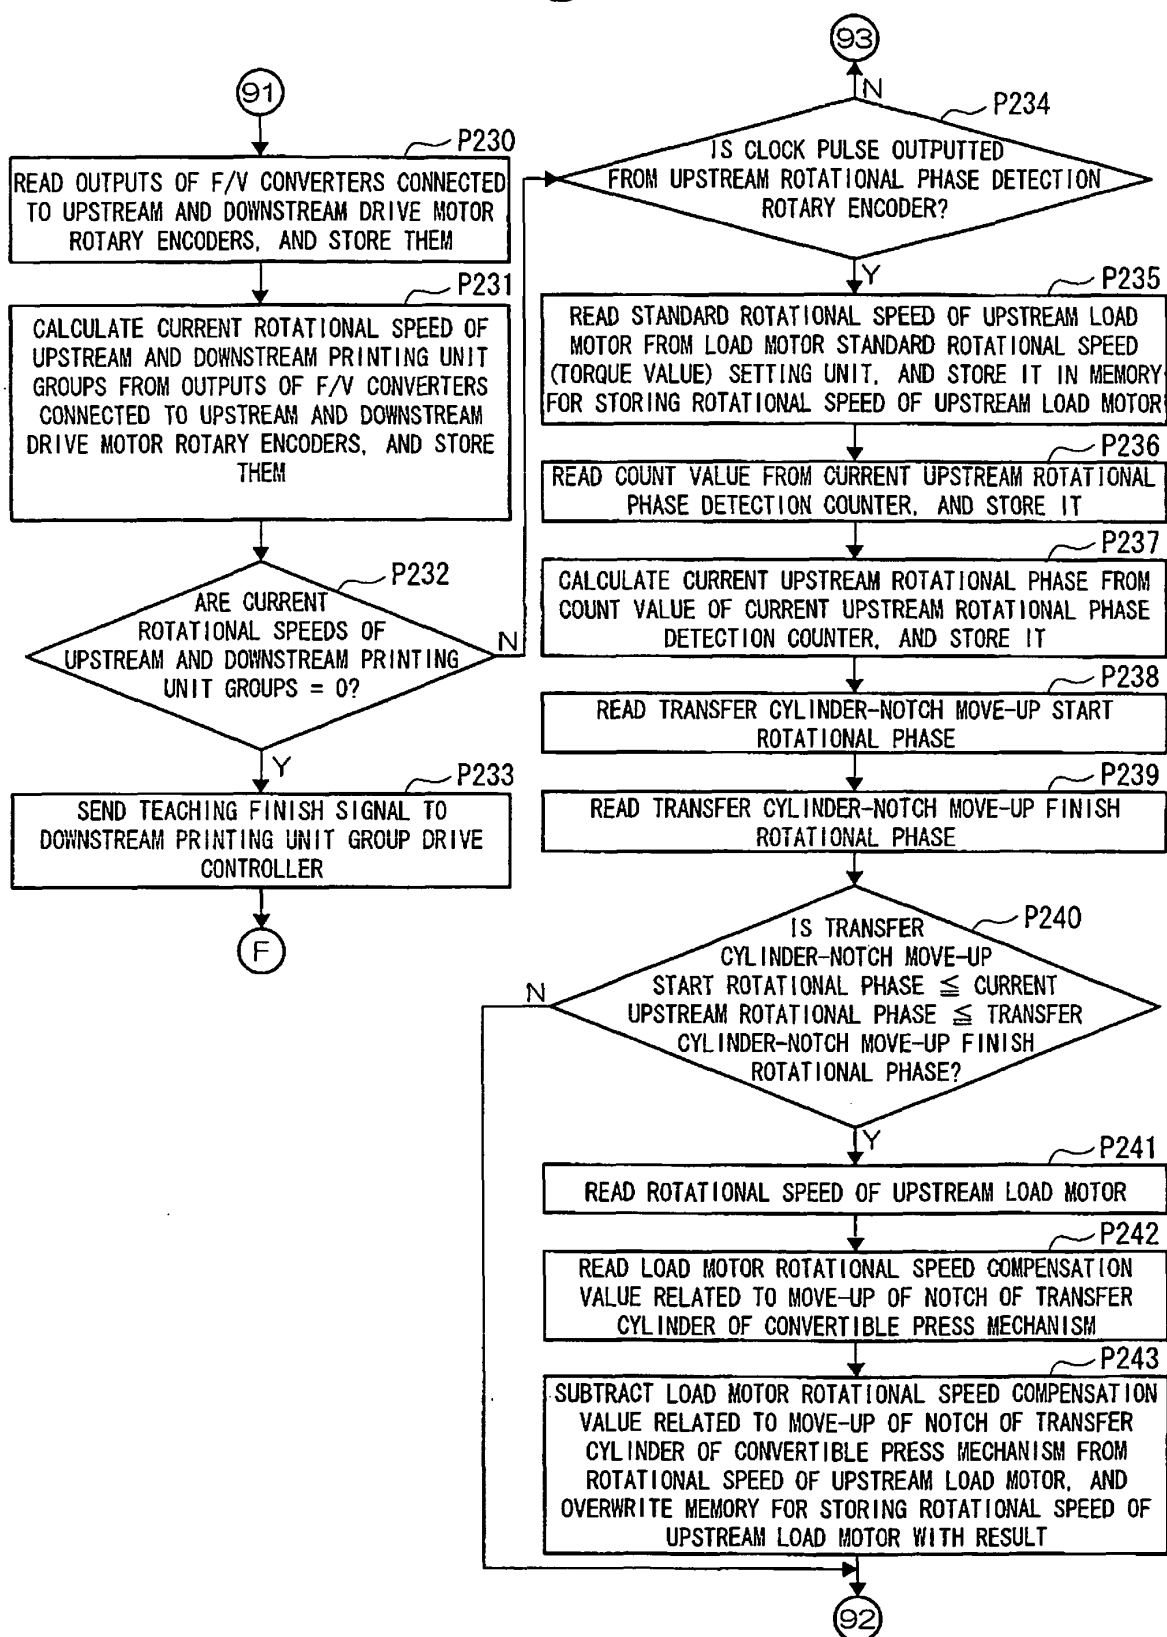 91
P230
READ OUTPUTS OF F/V CONVERTERS CONNECTED
TO UPSTREAM AND DOWNSTREAM DRIVE MOTOR
ROTARY ENCODERS, AND STORE THEM
P231
CALCULATE CURRENT ROTATIONAL SPEED OF
UPSTREAM AND DOWNSTREAM PRINTING UNIT
GROUPS FROM OUTPUTS OF F/V CONVERTERS
CONNECTED TO UPSTREAM AND DOWNSTREAM
DRIVE MOTOR ROTARY ENCODERS, AND STORE
THEM
P232
ARE CURRENT
ROTATIONAL SPEEDS OF
UPSTREAM AND DOWNSTREAM PRINTING
UNIT GROUPS = 0?
N
Y
P233
SEND TEACHING FINISH SIGNAL TO
DOWNSTREAM PRINTING UNIT GROUP DRIVE
CONTROLLER
F
93
N
P234
IS CLOCK PULSE OUTPUTTED
FROM UPSTREAM ROTATIONAL PHASE DETECTION
ROTARY ENCODER?
Y
P235
READ STANDARD ROTATIONAL SPEED OF UPSTREAM LOAD
MOTOR FROM LOAD MOTOR STANDARD ROTATIONAL SPEED
(TORQUE VALUE) SETTING UNIT, AND STORE IT IN MEMORY
FOR STORING ROTATIONAL SPEED OF UPSTREAM LOAD MOTOR
P236
READ COUNT VALUE FROM CURRENT UPSTREAM ROTATIONAL
PHASE DETECTION COUNTER, AND STORE IT
P237
CALCULATE CURRENT UPSTREAM ROTATIONAL PHASE FROM
COUNT VALUE OF CURRENT UPSTREAM ROTATIONAL PHASE
DETECTION COUNTER, AND STORE IT
P238
READ TRANSFER CYLINDER-NOTCH MOVE-UP START
ROTATIONAL PHASE
P239
READ TRANSFER CYLINDER-NOTCH MOVE-UP FINISH
ROTATIONAL PHASE
P240
IS TRANSFER
CYLINDER-NOTCH MOVE-UP
START ROTATIONAL PHASE ≦ CURRENT
UPSTREAM ROTATIONAL PHASE ≦ TRANSFER
CYLINDER-NOTCH MOVE-UP FINISH
ROTATIONAL PHASE?
N
Y
P241
READ ROTATIONAL SPEED OF UPSTREAM LOAD MOTOR
P242
READ LOAD MOTOR ROTATIONAL SPEED COMPENSATION
VALUE RELATED TO MOVE-UP OF NOTCH OF TRANSFER
CYLINDER OF CONVERTIBLE PRESS MECHANISM
P243
SUBTRACT LOAD MOTOR ROTATIONAL SPEED COMPENSATION
VALUE RELATED TO MOVE-UP OF NOTCH OF TRANSFER
CYLINDER OF CONVERTIBLE PRESS MECHANISM FROM
ROTATIONAL SPEED OF UPSTREAM LOAD MOTOR, AND
OVERWRITE MEMORY FOR STORING ROTATIONAL SPEED OF
UPSTREAM LOAD MOTOR WITH RESULT
92